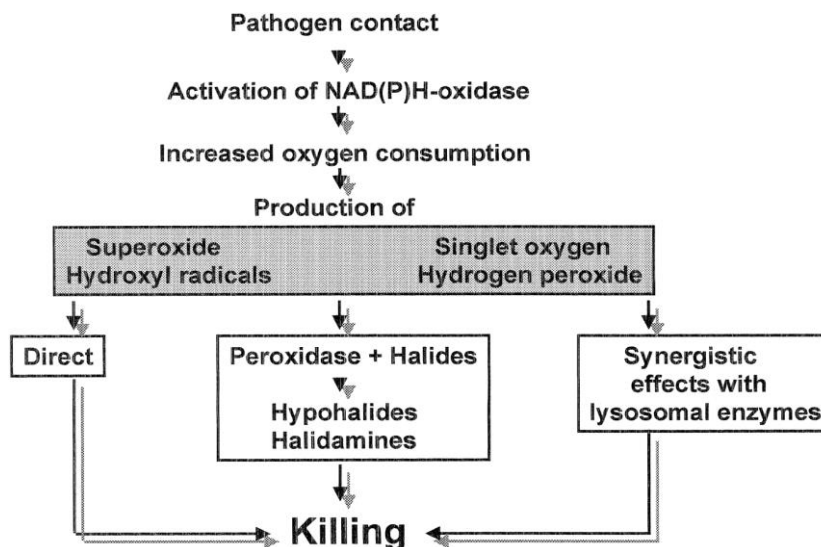 Pathogen contact
Activation of NAD(P)H-oxidase
Increased oxygen consumption
Production of
Superoxide
Hydroxyl radicals
Singlet oxygen
Hydrogen peroxide
Direct
Peroxidase + Halides
Hypohalides
Halidamines
Synergistic
effects with
lysosomal enzymes
Killing